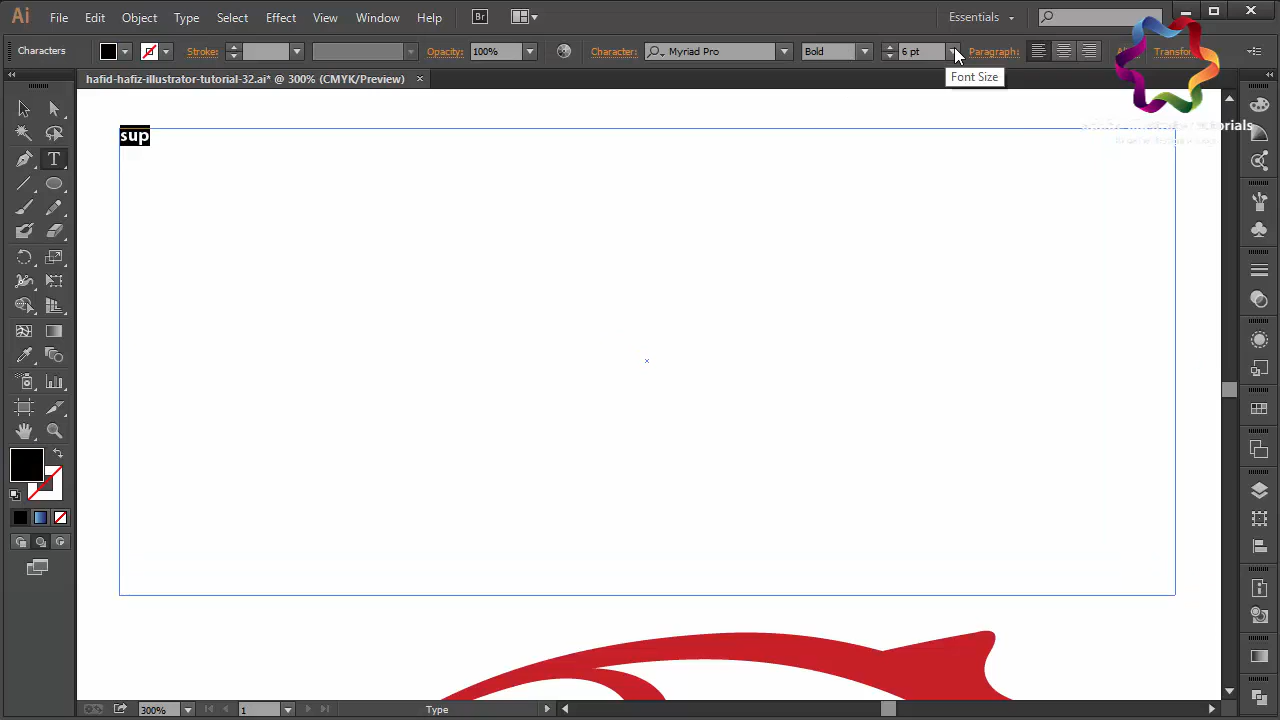 Ai File Edit Object Type Select Effect View Window Help Br Essentials
Characters Stroke: Opacity: 100% Character: Myriad Pro Bold 6 pt Paragraph: Transform
hafid-hafiz-illustrator-tutorial-32.ai* @ 300% (CMYK/Preview)
Font Size
sup
T
300% 1 Type